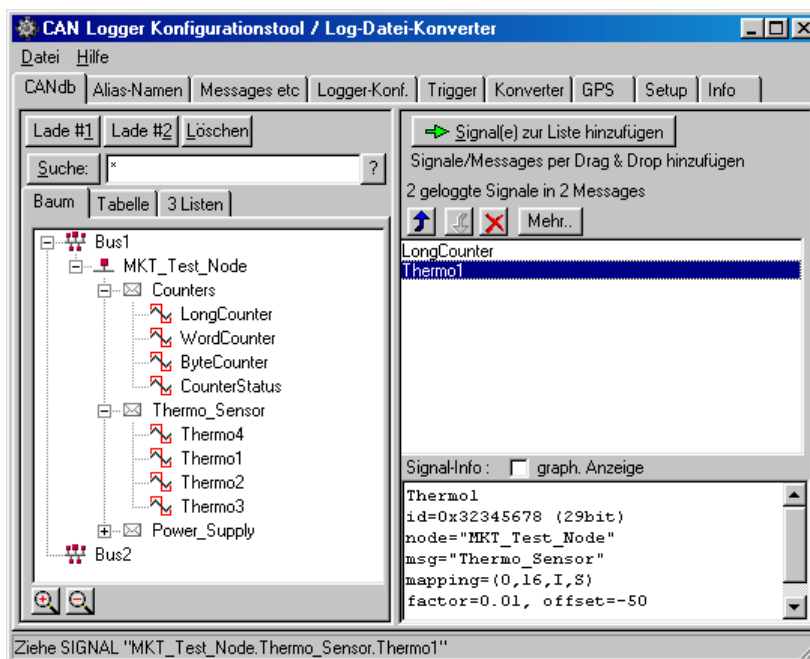 CAN Logger Konfigurationstool / Log-Datei-Konverter
Datei Hilfe
CANdb Alias-Namen Messages etc Logger-Konf. Trigger Konverter GPS Setup Info
Lade #1 Lade #2 Löschen
Suche: * ?
Baum Tabelle 3 Listen
Bus1
MKT_Test_Node
Counters
LongCounter
WordCounter
ByteCounter
CounterStatus
Thermo_Sensor
Thermo4
Thermo1
Thermo2
Thermo3
Power_Supply
Bus2
Signal(e) zur Liste hinzufügen
Signale/Messages per Drag & Drop hinzufügen
2 geloggte Signale in 2 Messages
Mehr..
LongCounter
Thermo1
Signal-Info : graph. Anzeige
Thermo1
id=0x32345678 (29bit)
node="MKT_Test_Node"
msg="Thermo_Sensor"
mapping=(0,16,I,S)
factor=0.01, offset=-50
Ziehe SIGNAL "MKT_Test_Node.Thermo_Sensor.Thermo1"